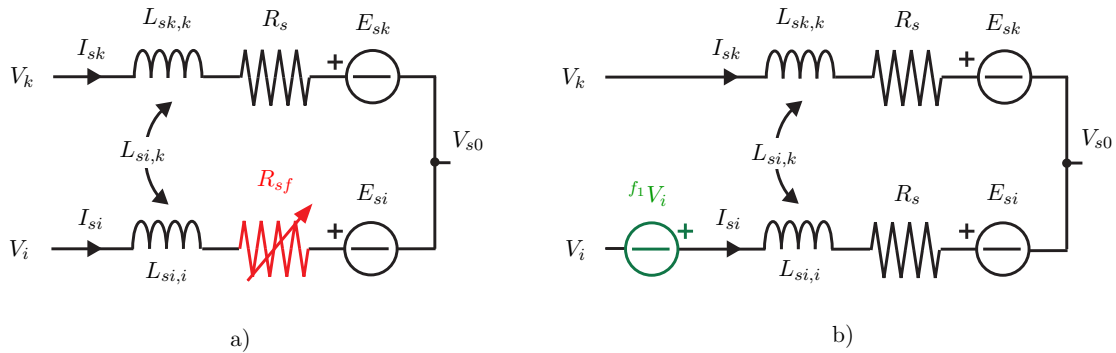 L_{sk,k} R_s E_{sk}
I_{sk} +
V_k
V_{s0}
L_{si,k}
R_{sf}
I_{si} + E_{si}
V_i
L_{si,i}
a)
L_{sk,k} R_s E_{sk}
I_{sk} +
V_k
V_{s0}
L_{si,k}
^{f_1}V_i I_{si} R_s E_{si}
V_i + +
L_{si,i}
b)